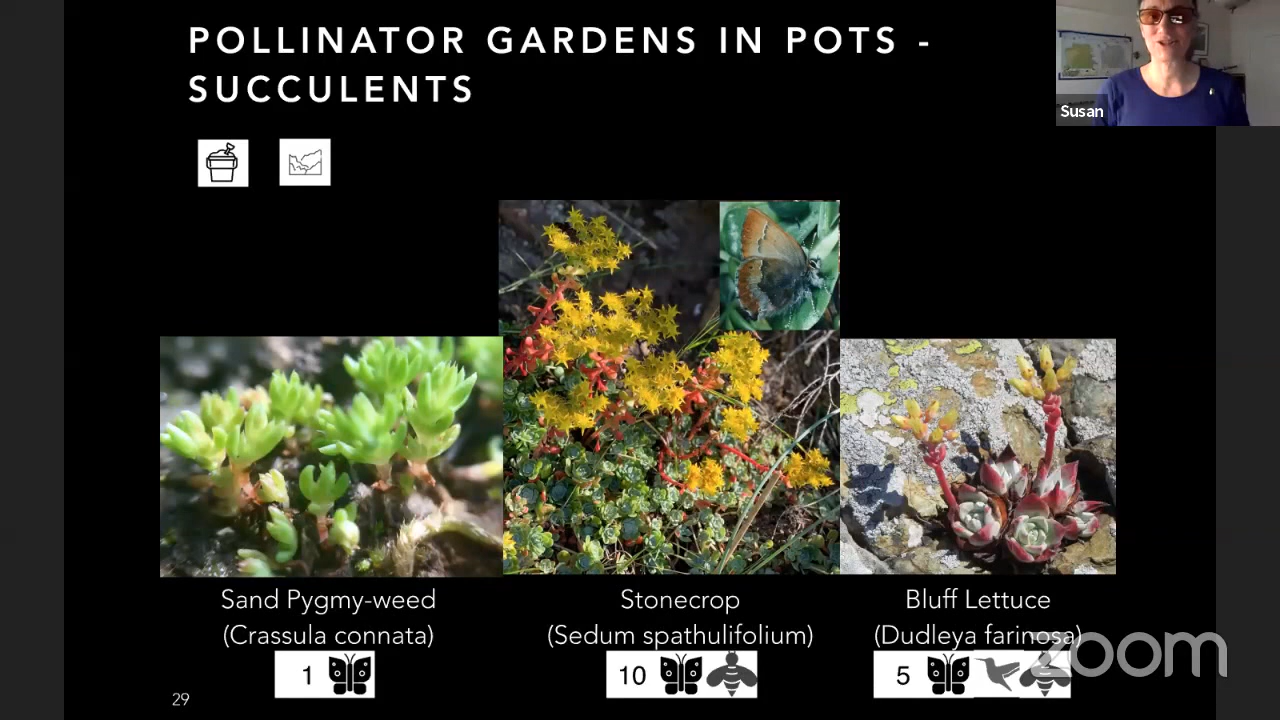 POLLINATOR GARDENS IN POTS -
SUCCULENTS
Susan
Sand Pygmy-weed
(Crassula connata)
1
Stonecrop
(Sedum spathulifolium)
10
Bluff Lettuce
(Dudleya farinosa)
5
zoom
29